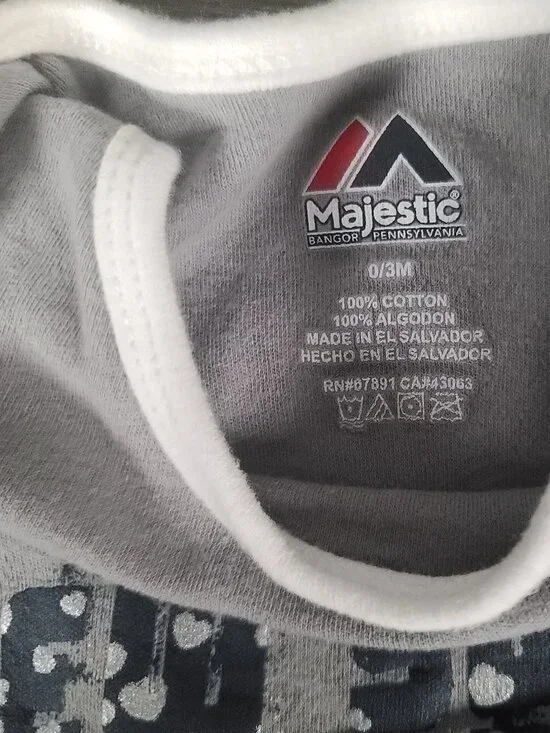 Majestic®
BANGOR PENNSYLVANIA
0/3M
100% COTTON
100% ALGODON
MADE IN EL SALVADOR
HECHO EN EL SALVADOR
RN#67891 CA#43063